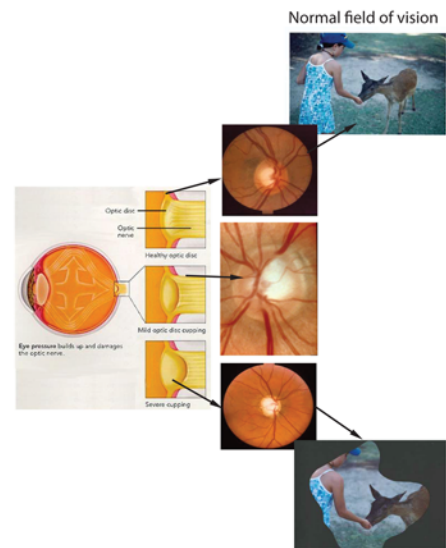 Normal field of vision
Optic disc
Optic
nerve
Healthy optic disc
Mild optic disc cupping
Eye pressure builds up and damages
the optic nerve.
Severe cupping